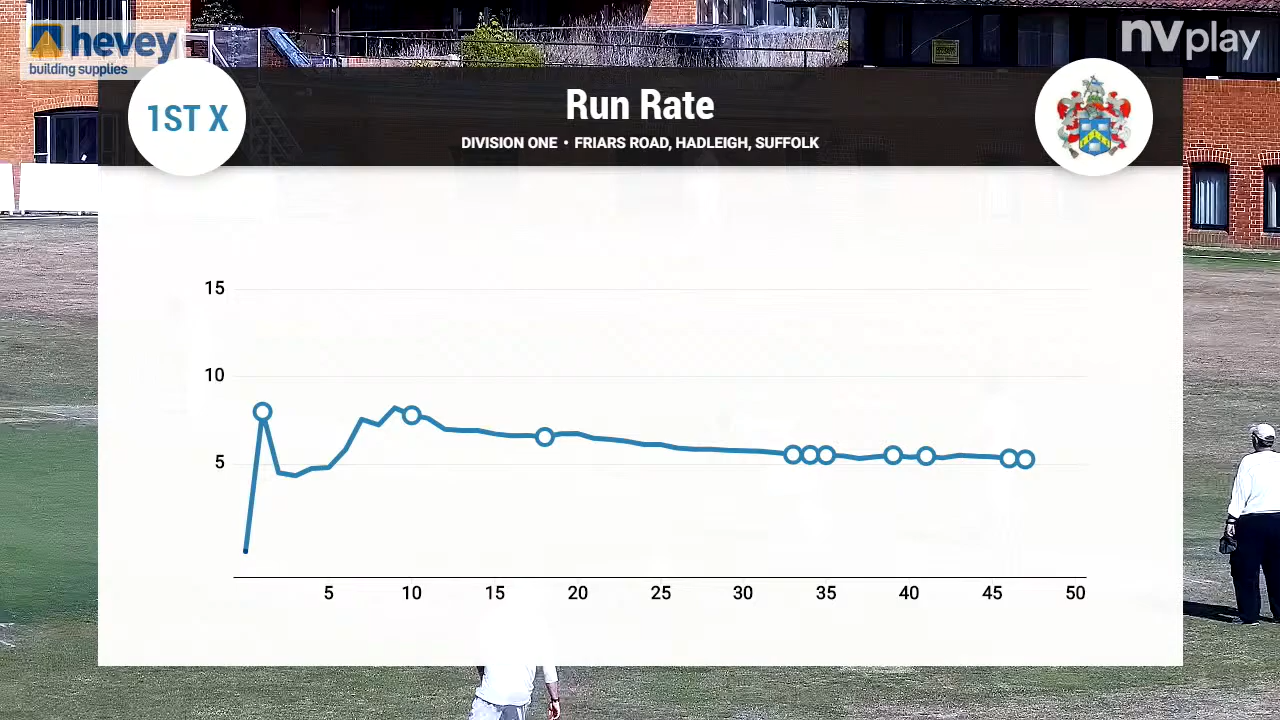 hevey
building supplies
nvplay
1ST X
Run Rate
DIVISION ONE • FRIARS ROAD, HADLEIGH, SUFFOLK
15
10
5
5 10 15 20 25 30 35 40 45 50